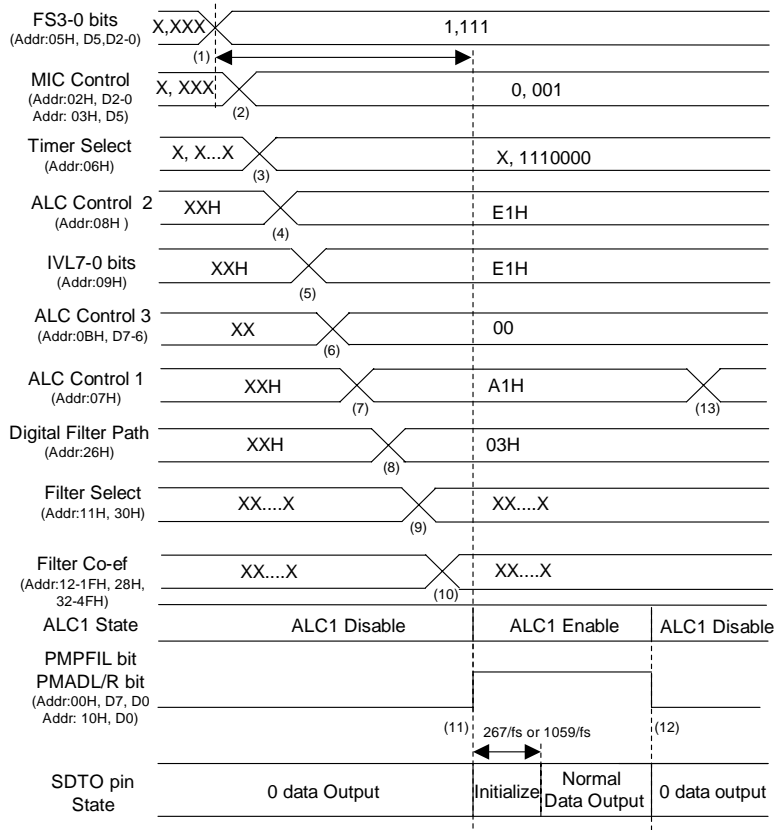 FS3-0 bits
(Addr:05H, D5,D2-0)
X,XXX
1,111
(1)
MIC Control
(Addr:02H, D2-0
Addr: 03H, D5)
X, XXX
0, 001
(2)
Timer Select
(Addr:06H)
X, X...X
X, 1110000
(3)
ALC Control 2
(Addr:08H )
XXH
E1H
(4)
IVL7-0 bits
(Addr:09H)
XXH
E1H
(5)
ALC Control 3
(Addr:0BH, D7-6)
XX
00
(6)
ALC Control 1
(Addr:07H)
XXH
A1H
(7)
(13)
Digital Filter Path
(Addr:26H)
XXH
03H
(8)
Filter Select
(Addr:11H, 30H)
XX....X
XX....X
(9)
Filter Co-ef
(Addr:12-1FH, 28H,
32-4FH)
XX....X
XX....X
(10)
ALC1 State
ALC1 Disable
ALC1 Enable
ALC1 Disable
PMPFIL bit
PMADL/R bit
(Addr:00H, D7, D0
Addr: 10H, D0)
(11)
267/fs or 1059/fs
(12)
SDTO pin
State
0 data Output
Initialize
Normal
Data Output
0 data output